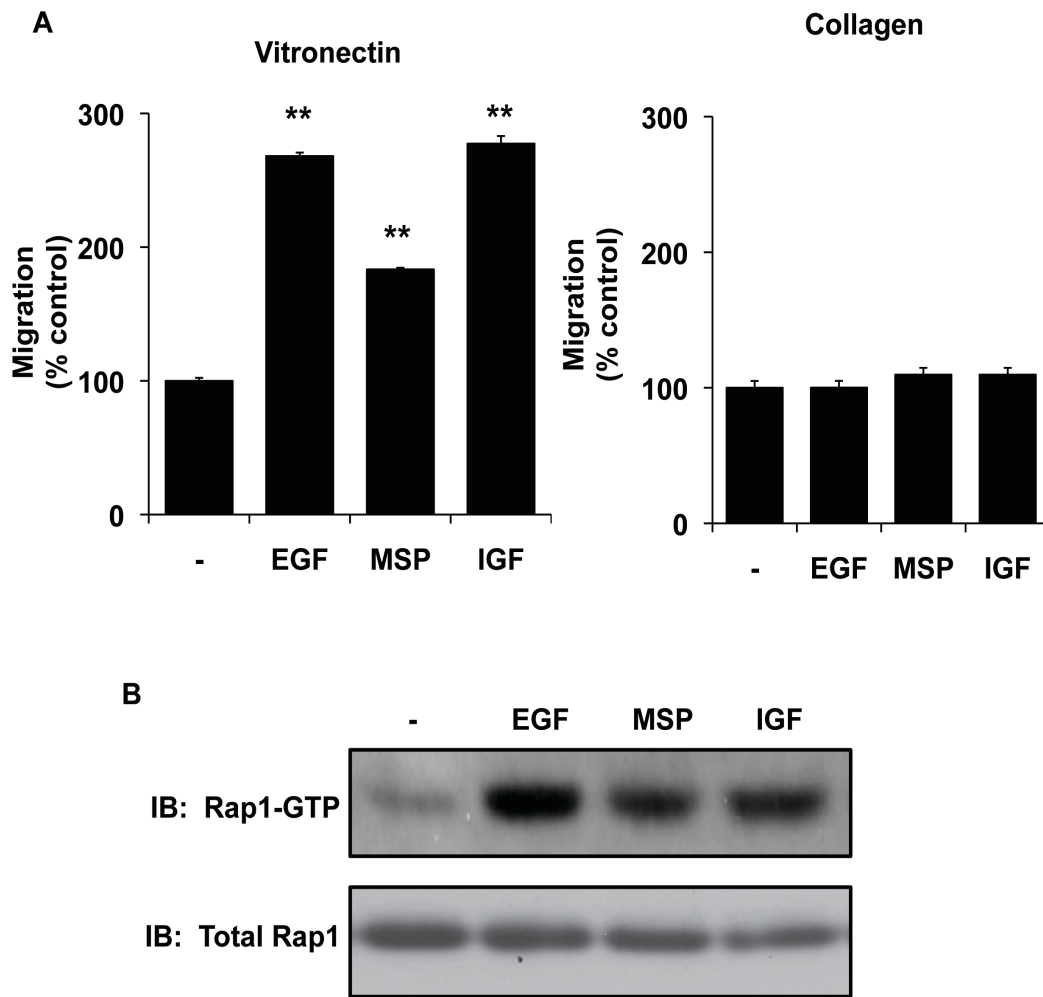 A
Vitronectin
Collagen
Migration
(% control)
300
200
100
0
**
**
**
- EGF MSP IGF
Migration
(% control)
300
200
100
0
- EGF MSP IGF
B
- EGF MSP IGF
IB: Rap1-GTP
IB: Total Rap1